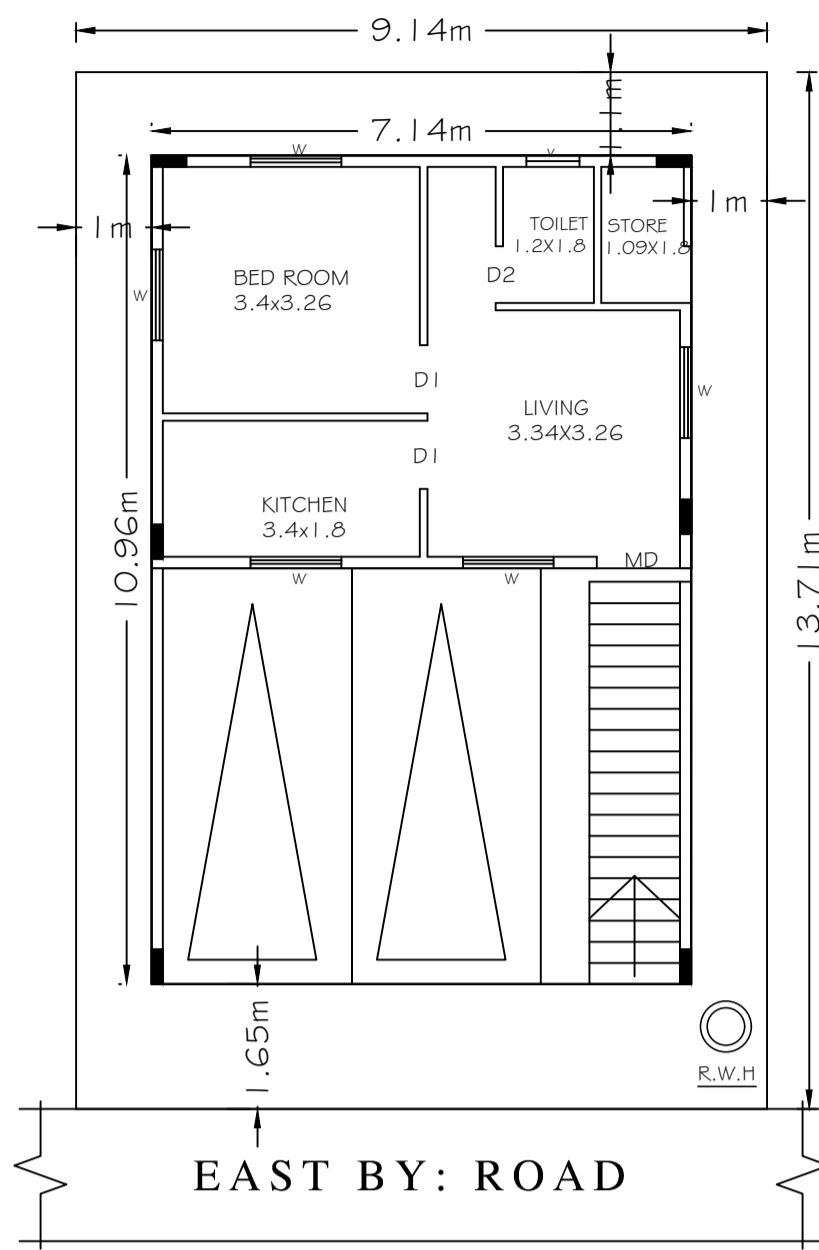 9.14m
1m
7.14m
W
V
1m
1m
TOILET
1.2X1.8
STORE
1.09X1.8
BED ROOM
3.4x3.26
D2
W
D1
W
LIVING
3.34X3.26
D1
KITCHEN
3.4x1.8
10.96m
13.71m
MD
W
W
1.65m
R.W.H
EAST BY: ROAD